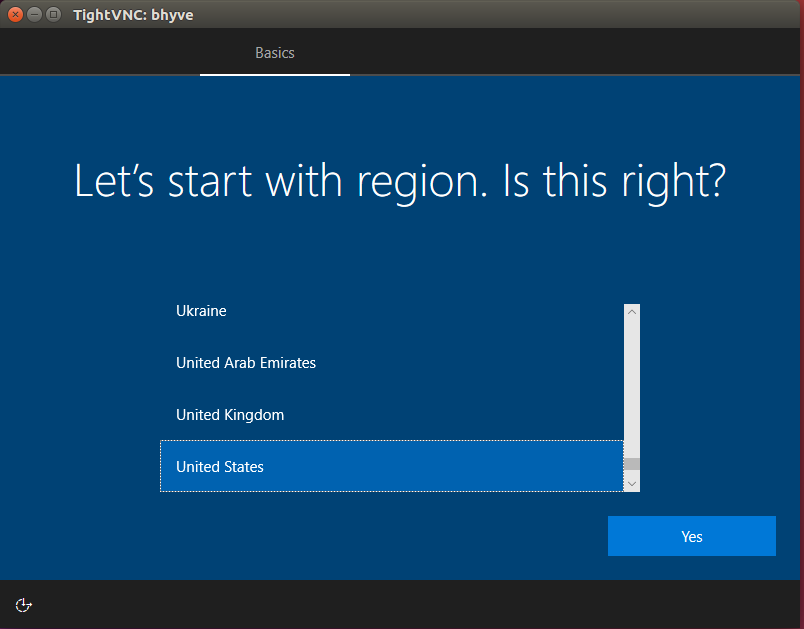 TightVNC: bhyve
Basics
Let's start with region. Is this right?
Ukraine
United Arab Emirates
United Kingdom
United States
Yes